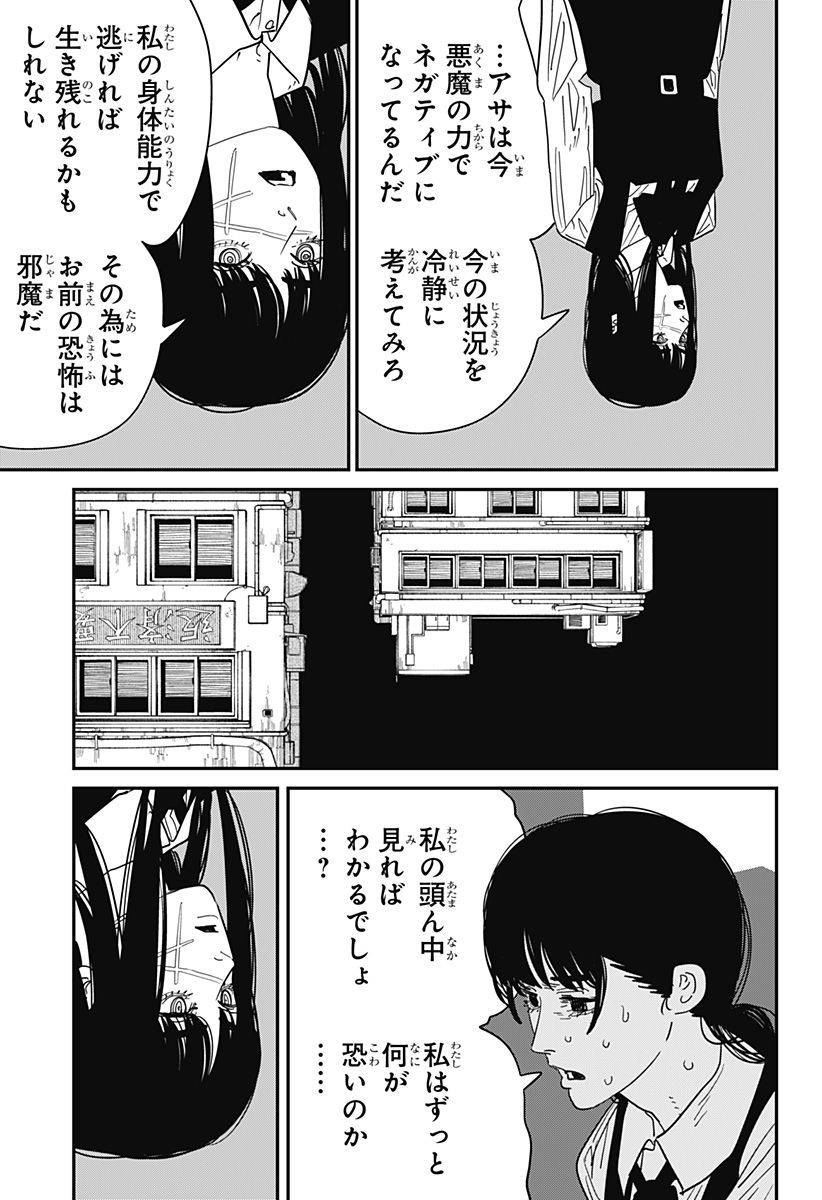 …アサは今
悪魔の力で
ネガティブに
なってるんだ
今の状況を
冷静に
考えてみろ
私の身体能力で
逃げれば
生き残れるかも
しれない
その為には
お前の恐怖は
邪魔だ
私の頭ん中
見れば
わかるでしょ
…？
私はずっと
何が
恐いのか
……